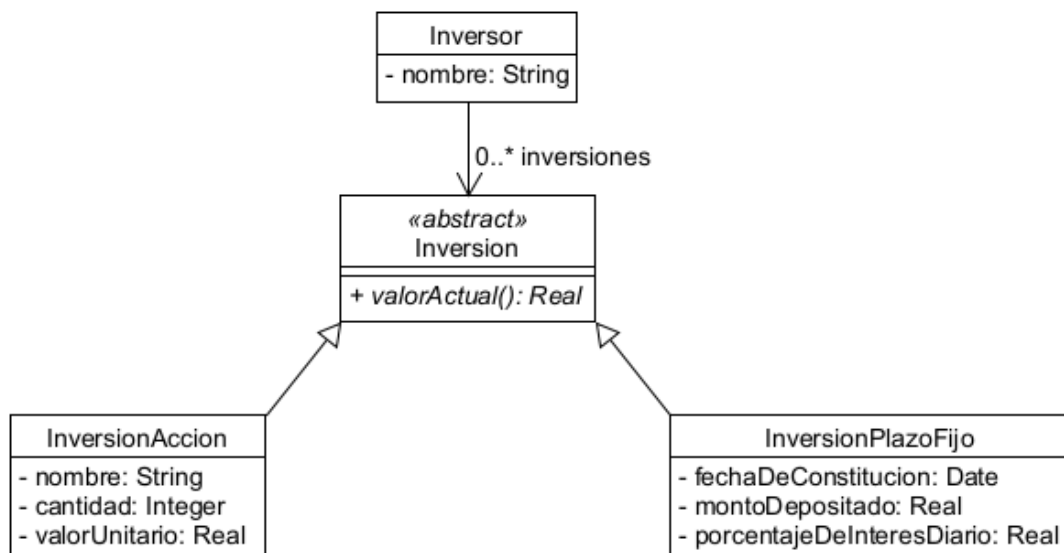 Inversor
- nombre: String
0..* inversiones
«abstract»
Inversion
+ valorActual(): Real
InversionAccion
- nombre: String
- cantidad: Integer
- valorUnitario: Real
InversionPlazoFijo
- fechaDeConstitucion: Date
- montoDepositado: Real
- porcentajeDeInteresDiario: Real